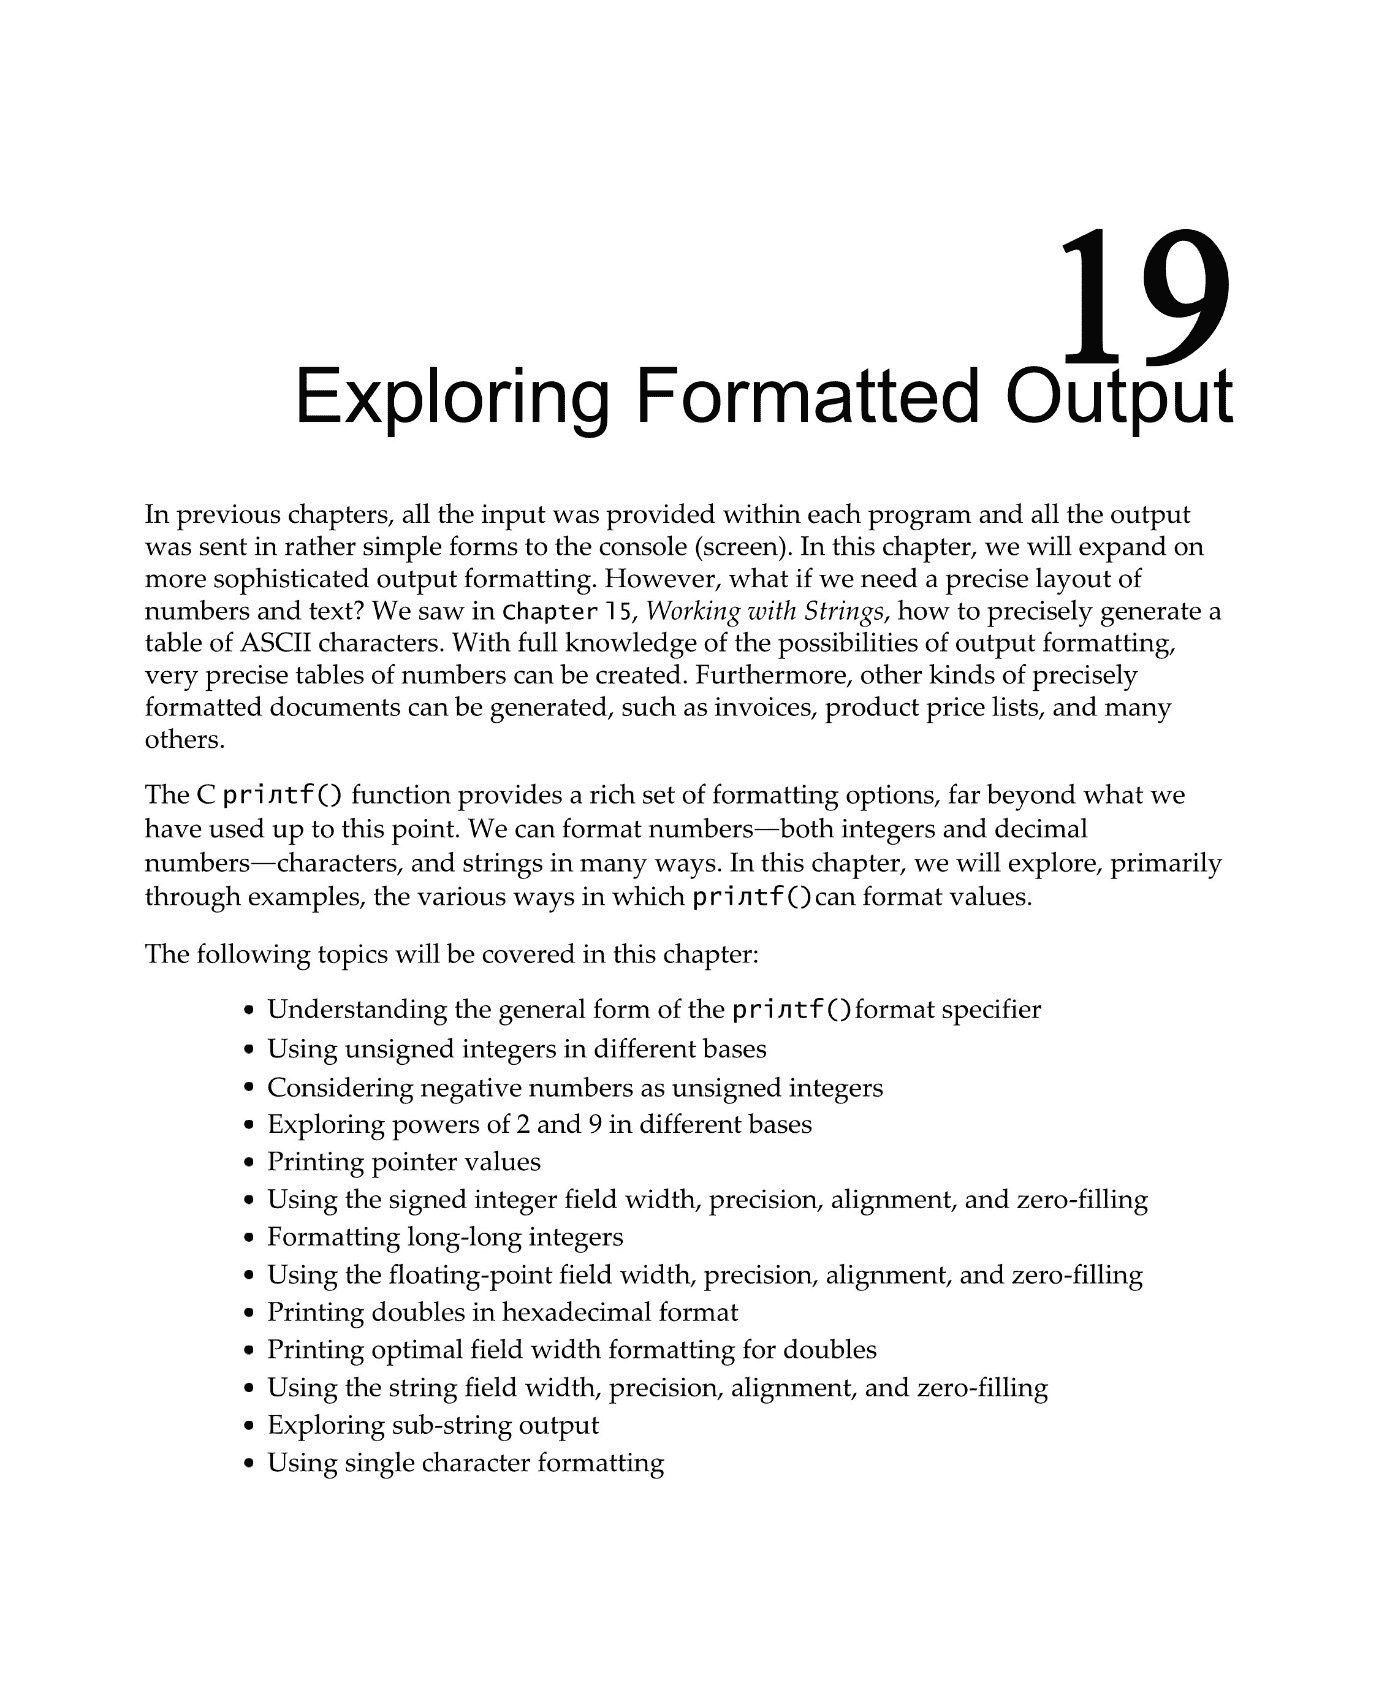 19
Exploring Formatted Output
In previous chapters, all the input was provided within each program and all the output
was sent in rather simple forms to the console (screen). In this chapter, we will expand on
more sophisticated output formatting. However, what if we need a precise layout of
numbers and text? We saw in Chapter 15, Working with Strings, how to precisely generate a
table of ASCII characters. With full knowledge of the possibilities of output formatting,
very precise tables of numbers can be created. Furthermore, other kinds of precisely
formatted documents can be generated, such as invoices, product price lists, and many
others.
The C printf() function provides a rich set of formatting options, far beyond what we
have used up to this point. We can format numbers—both integers and decimal
numbers—characters, and strings in many ways. In this chapter, we will explore, primarily
through examples, the various ways in which printf()can format values.
The following topics will be covered in this chapter:
• Understanding the general form of the printf()format specifier
• Using unsigned integers in different bases
• Considering negative numbers as unsigned integers
• Exploring powers of 2 and 9 in different bases
• Printing pointer values
• Using the signed integer field width, precision, alignment, and zero-filling
• Formatting long-long integers
• Using the floating-point field width, precision, alignment, and zero-filling
• Printing doubles in hexadecimal format
• Printing optimal field width formatting for doubles
• Using the string field width, precision, alignment, and zero-filling
• Exploring sub-string output
• Using single character formatting